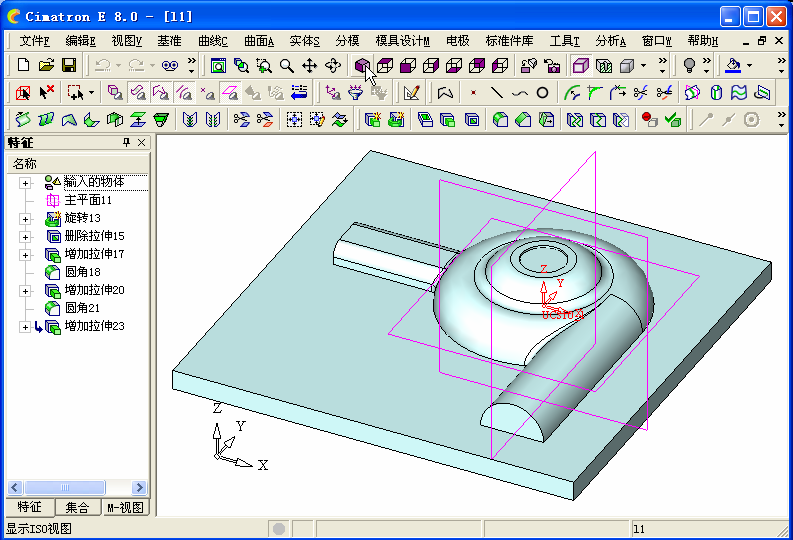 Cimatron E 8.0 - [l1]
文件F 编辑E 视图V 基准 曲线C 曲面A 实体S 分模 模具设计M 电极 标准件库 工具T 分析A 窗口W 帮助H
特征
名称
输入的物体
主平面11
旋转13
删除拉伸15
增加拉伸17
圆角18
增加拉伸20
圆角21
增加拉伸23
Z
Y
Z
Y
X
特征 集合 M-视图
显示ISO视图 l1